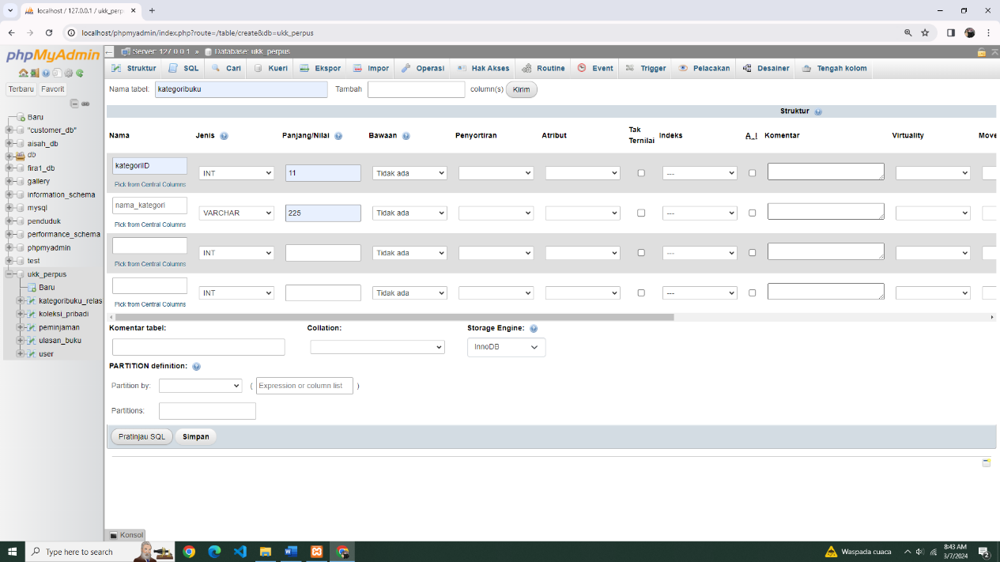 localhost / 127.0.0.1 / ukk_perp
localhost/phpmyadmin/index.php?route=/table/create&db=ukk_perpus
phpMyAdmin
Terbaru Favorit
Baru
"customer_db"
aisah_db
db
fira1_db
gallery
information_schema
mysql
penduduk
performance_schema
phpmyadmin
test
ukk_perpus
Baru
kategoribuku_relas
koleksi_pribadi
peminjaman
ulasan_buku
user
Server: 127.0.0.1 » Database: ukk_perpus
Struktur SQL Cari Kueri Ekspor Impor Operasi Hak Akses Routine Trigger Event Pelacakan Desainer Tengah kolom
Nama tabel: kategoribuku Tambah column(s) Kirim
Struktur
Nama Jenis Panjang/Nilai Bawaan Penyortiran Atribut Tak Ternilai Indeks A_I Komentar Virtuality Move
kategoriID INT 11 Tidak ada ---
Pick from Central Columns
nama_kategori VARCHAR 225 Tidak ada ---
Pick from Central Columns
INT Tidak ada ---
Pick from Central Columns
INT Tidak ada ---
Pick from Central Columns
Komentar tabel: Collation: Storage Engine:
InnoDB
PARTITION definition:
Partition by: ( Expression or column list )
Partitions:
Pratinjau SQL Simpan
Konsol
Type here to search
Waspada cuaca
8:43 AM
3/7/2024
2